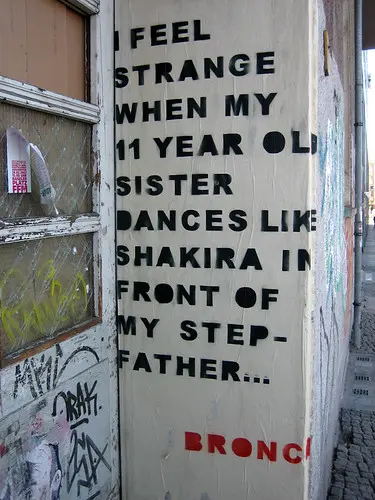 I FEEL
STRANGE
WHEN MY
11 YEAR OLD
SISTER
DANCES LIKE
SHAKIRA IN
FRONT OF
MY STEP-
FATHER...
BRONC!